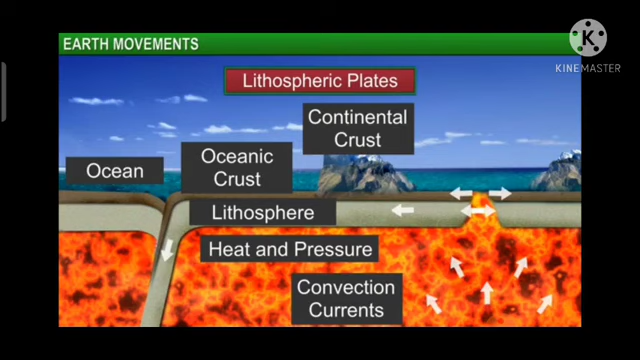 EARTH MOVEMENTS
K
KINEMASTER
Lithospheric Plates
Continental
Crust
Oceanic
Crust
Ocean
Lithosphere
Heat and Pressure
Convection
Currents